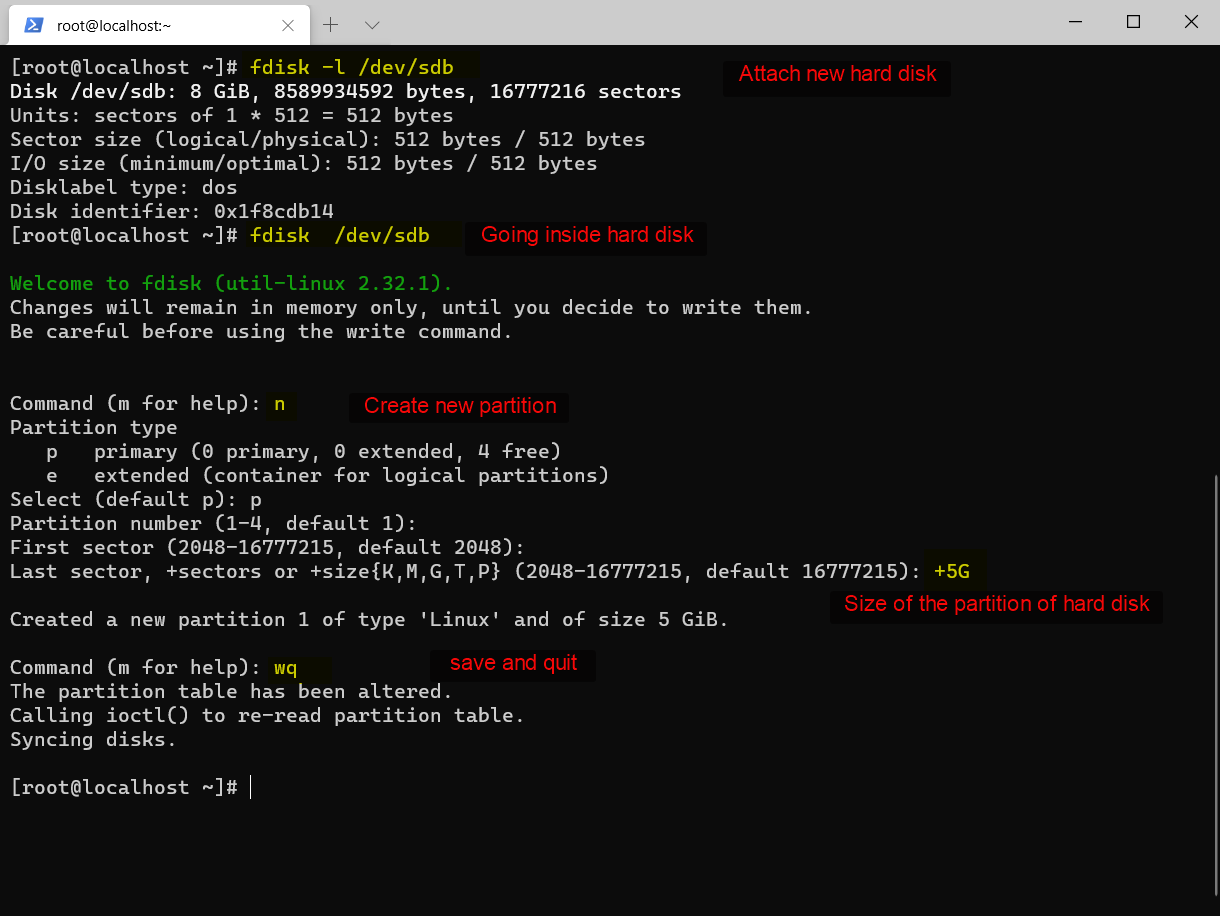 root@localhost:~
[root@localhost ~]# fdisk -l /dev/sdb
Attach new hard disk
Disk /dev/sdb: 8 GiB, 8589934592 bytes, 16777216 sectors
Units: sectors of 1 * 512 = 512 bytes
Sector size (logical/physical): 512 bytes / 512 bytes
I/O size (minimum/optimal): 512 bytes / 512 bytes
Disklabel type: dos
Disk identifier: 0x1f8cdb14
[root@localhost ~]# fdisk  /dev/sdb
Going inside hard disk
Welcome to fdisk (util-linux 2.32.1).
Changes will remain in memory only, until you decide to write them.
Be careful before using the write command.
Command (m for help): n
Create new partition
Partition type
   p   primary (0 primary, 0 extended, 4 free)
   e   extended (container for logical partitions)
Select (default p): p
Partition number (1-4, default 1):
First sector (2048-16777215, default 2048):
Last sector, +sectors or +size{K,M,G,T,P} (2048-16777215, default 16777215): +5G
Size of the partition of hard disk
Created a new partition 1 of type 'Linux' and of size 5 GiB.
Command (m for help): wq
save and quit
The partition table has been altered.
Calling ioctl() to re-read partition table.
Syncing disks.
[root@localhost ~]#